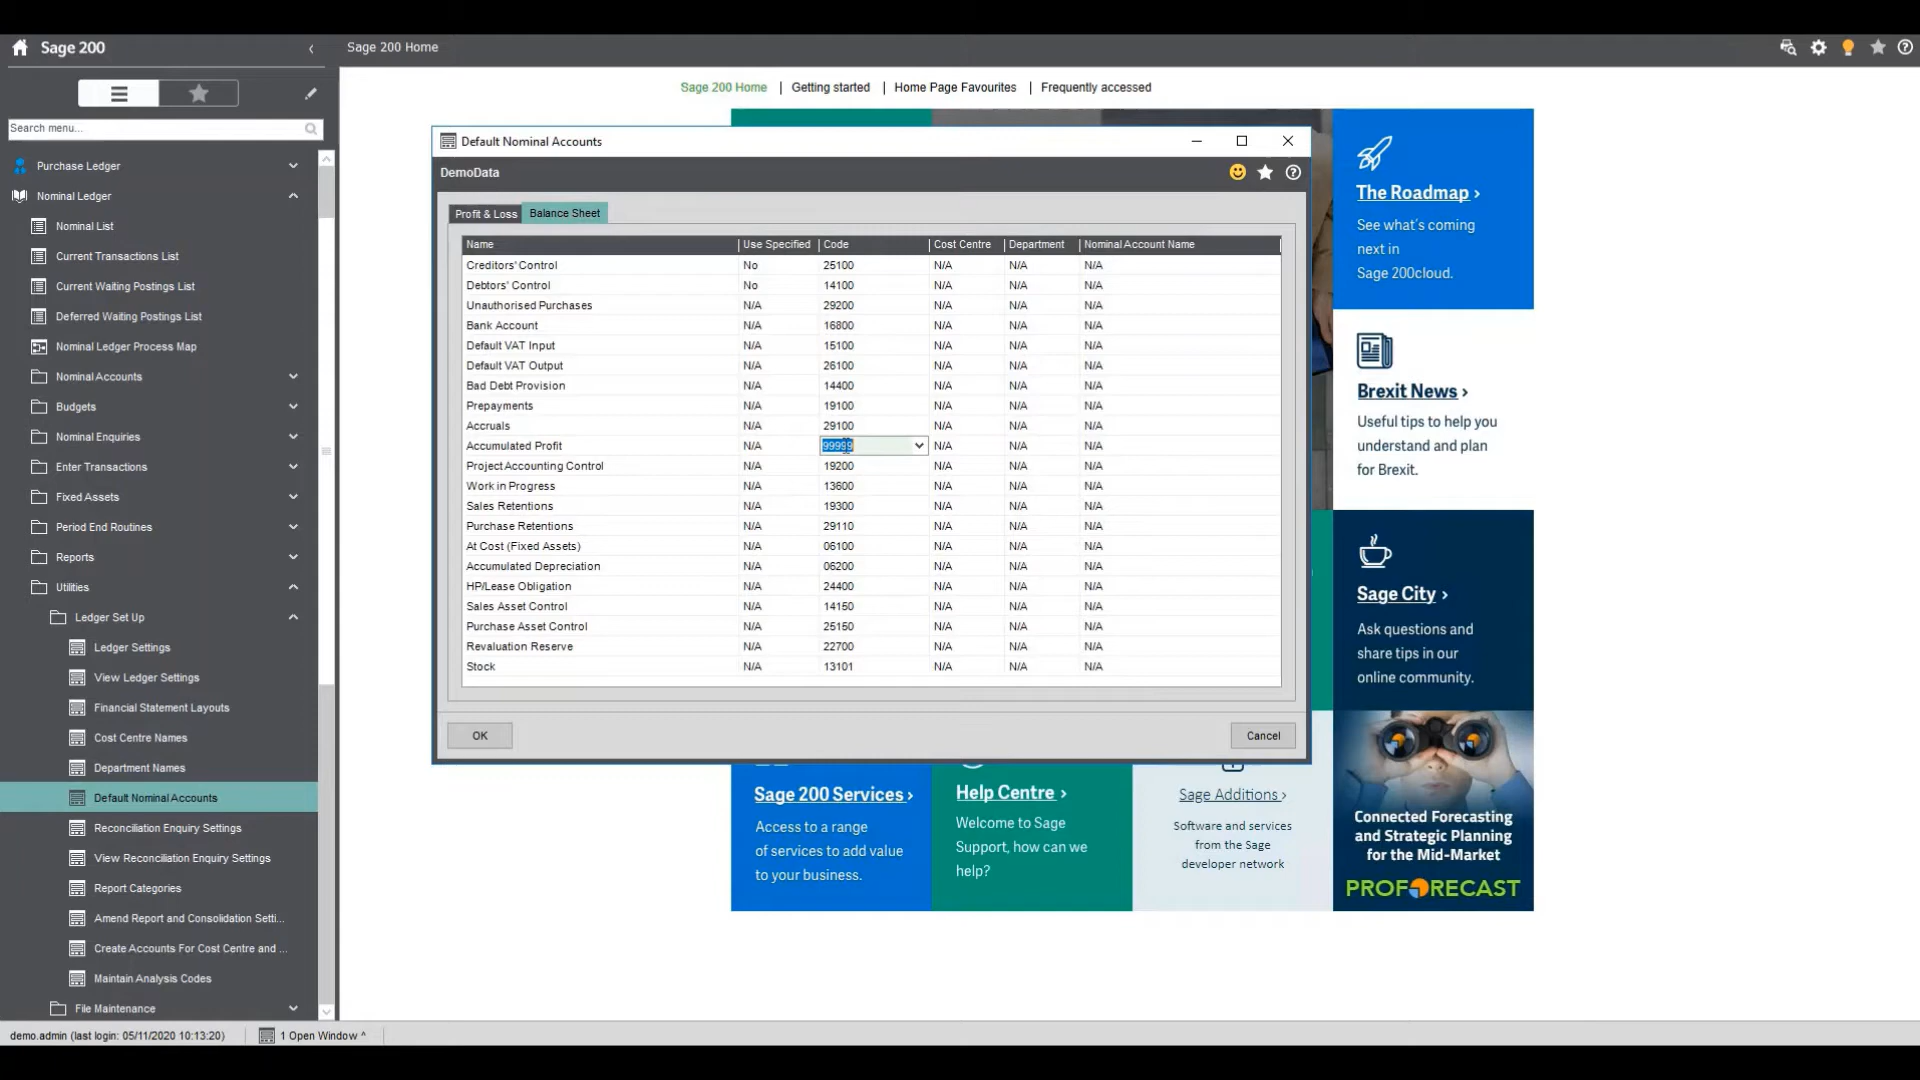 Sage 200
Sage 200 Home
Sage 200 Home | Getting started | Home Page Favourites | Frequently accessed
Search menu...
Purchase Ledger
Nominal Ledger
Nominal List
Current Transactions List
Current Waiting Postings List
Deferred Waiting Postings List
Nominal Ledger Process Map
Nominal Accounts
Budgets
Nominal Enquiries
Enter Transactions
Fixed Assets
Period End Routines
Reports
Utilities
Ledger Set Up
Ledger Settings
View Ledger Settings
Financial Statement Layouts
Cost Centre Names
Department Names
Default Nominal Accounts
Reconciliation Enquiry Settings
View Reconciliation Enquiry Settings
Report Categories
Amend Report and Consolidation Setti...
Create Accounts For Cost Centre and ...
Maintain Analysis Codes
File Maintenance
Default Nominal Accounts
DemoData
Profit & Loss Balance Sheet
Name Use Specified Code Cost Centre Department Nominal Account Name
Creditors' Control No 25100 N/A N/A N/A
Debtors' Control No 14100 N/A N/A N/A
Unauthorised Purchases N/A 29200 N/A N/A N/A
Bank Account N/A 16800 N/A N/A N/A
Default VAT Input N/A 15100 N/A N/A N/A
Default VAT Output N/A 26100 N/A N/A N/A
Bad Debt Provision N/A 14400 N/A N/A N/A
Prepayments N/A 19100 N/A N/A N/A
Accruals N/A 29100 N/A N/A N/A
Accumulated Profit N/A 99999 N/A N/A N/A
Project Accounting Control N/A 19200 N/A N/A N/A
Work in Progress N/A 13600 N/A N/A N/A
Sales Retentions N/A 19300 N/A N/A N/A
Purchase Retentions N/A 29110 N/A N/A N/A
At Cost (Fixed Assets) N/A 06100 N/A N/A N/A
Accumulated Depreciation N/A 06200 N/A N/A N/A
HP/Lease Obligation N/A 24400 N/A N/A N/A
Sales Asset Control N/A 14150 N/A N/A N/A
Purchase Asset Control N/A 25150 N/A N/A N/A
Revaluation Reserve N/A 22700 N/A N/A N/A
Stock N/A 13101 N/A N/A N/A
OK
Cancel
The Roadmap ›
See what's coming
next in
Sage 200cloud.
Brexit News ›
Useful tips to help you
understand and plan
for Brexit.
Sage City ›
Ask questions and
share tips in our
online community.
Sage 200 Services ›
Access to a range
of services to add value
to your business.
Help Centre ›
Welcome to Sage
Support, how can we
help?
Sage Additions ›
Software and services
from the Sage
developer network
Connected Forecasting
and Strategic Planning
for the Mid-Market
PROFORECAST
demo.admin (last login: 05/11/2020 10:13:20)
1 Open Window ^